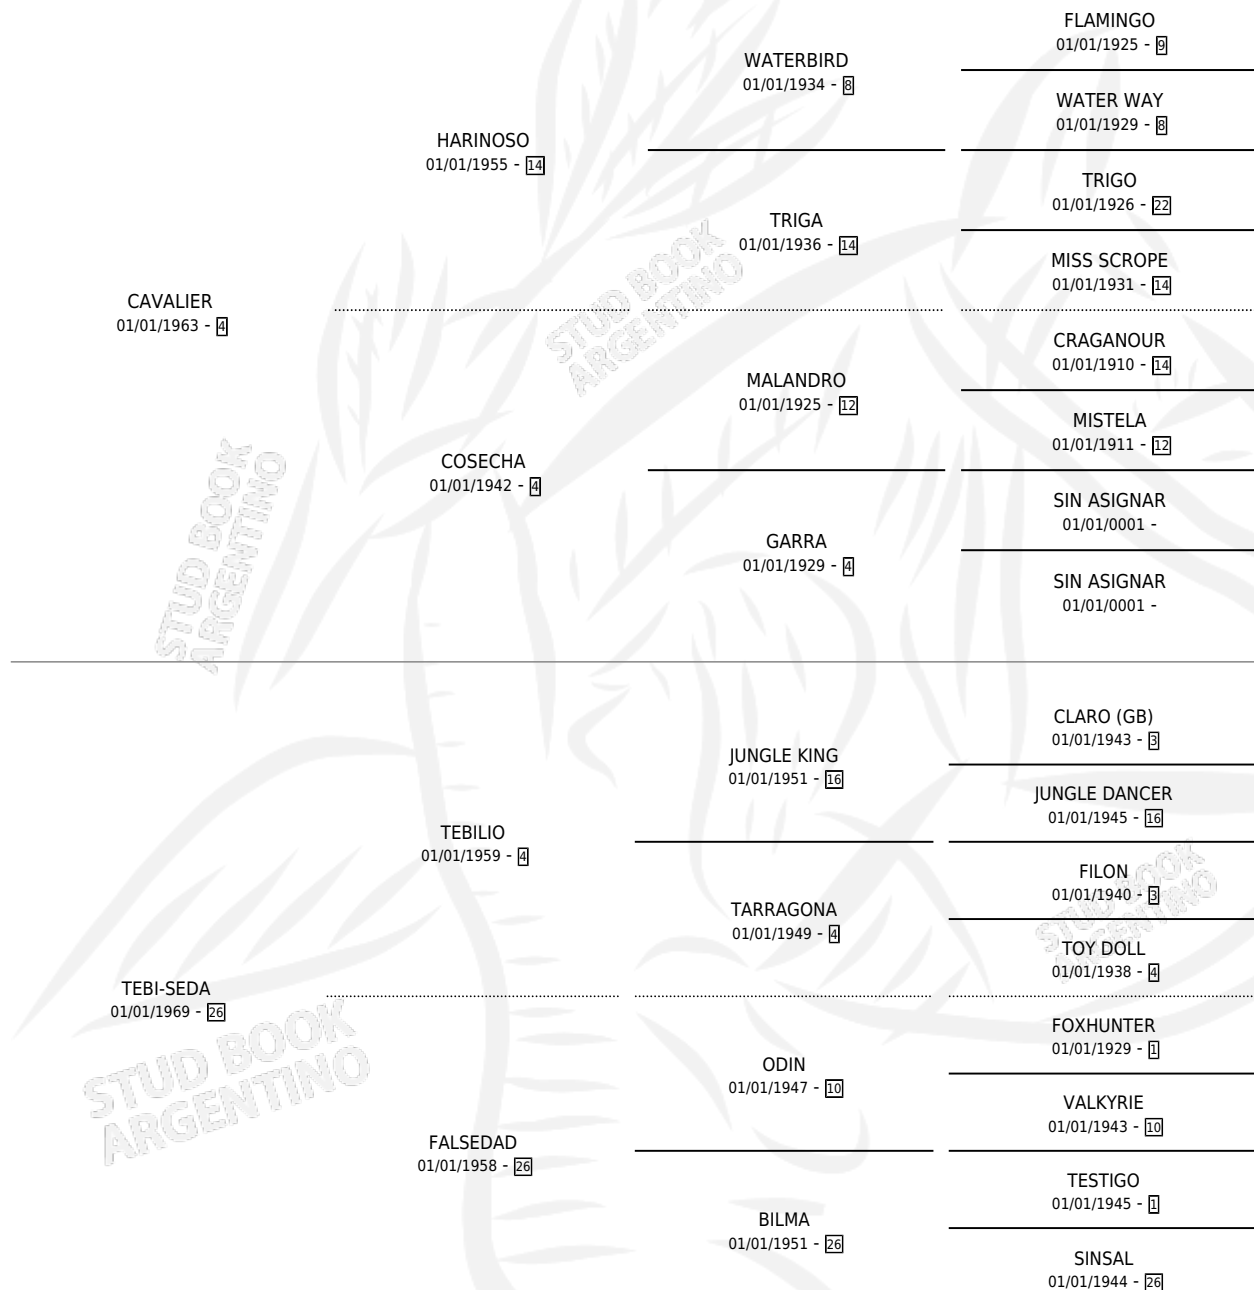 FLAMINGO
01/01/1925 - 9
WATERBIRD
01/01/1934 - 8
WATER WAY
01/01/1929 - 8
HARINOSO
01/01/1955 - 14
TRIGO
01/01/1926 - 22
TRIGA
01/01/1936 - 14
MISS SCROPE
01/01/1931 - 14
CAVALIER
01/01/1963 - 4
STUD BOOK
ARGENTINO
CRAGANOUR
01/01/1910 - 14
MALANDRO
01/01/1925 - 12
MISTELA
01/01/1911 - 12
COSECHA
01/01/1942 - 4
SIN ASIGNAR
01/01/0001 -
GARRA
01/01/1929 - 4
SIN ASIGNAR
01/01/0001 -
STUD BOOK
ARGENTINO
CLARO (GB)
01/01/1943 - 3
JUNGLE KING
01/01/1951 - 16
JUNGLE DANCER
01/01/1945 - 16
TEBILIO
01/01/1959 - 4
FILON
01/01/1940 - 3
TARRAGONA
01/01/1949 - 4
STUD BOOK
ARGENTINO
TOY DOLL
01/01/1938 - 4
TEBI-SEDA
01/01/1969 - 26
STUD BOOK
ARGENTINO
FOXHUNTER
01/01/1929 - 1
ODIN
01/01/1947 - 10
VALKYRIE
01/01/1943 - 10
FALSEDAD
01/01/1958 - 26
TESTIGO
01/01/1945 - 1
BILMA
01/01/1951 - 26
SINSAL
01/01/1944 - 26